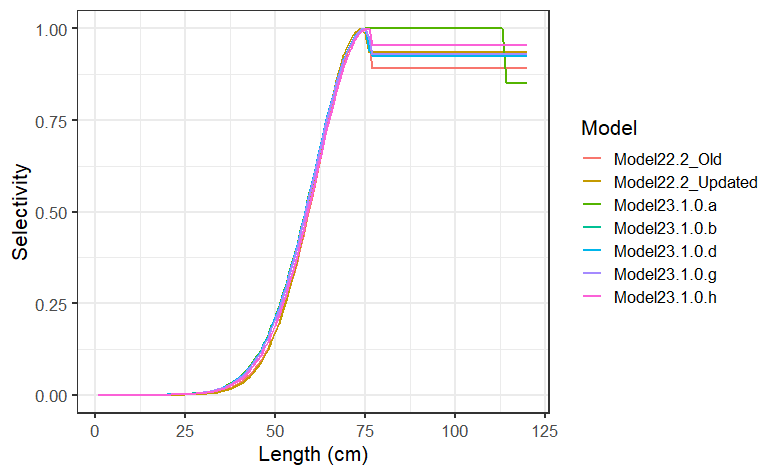 1.00
0.75
0.50
0.25
0.00
Selectivity
0
25
50
75
100
125
Length (cm)
Model
Model22.2_Old
Model22.2_Updated
Model23.1.0.a
Model23.1.0.b
Model23.1.0.d
Model23.1.0.g
Model23.1.0.h